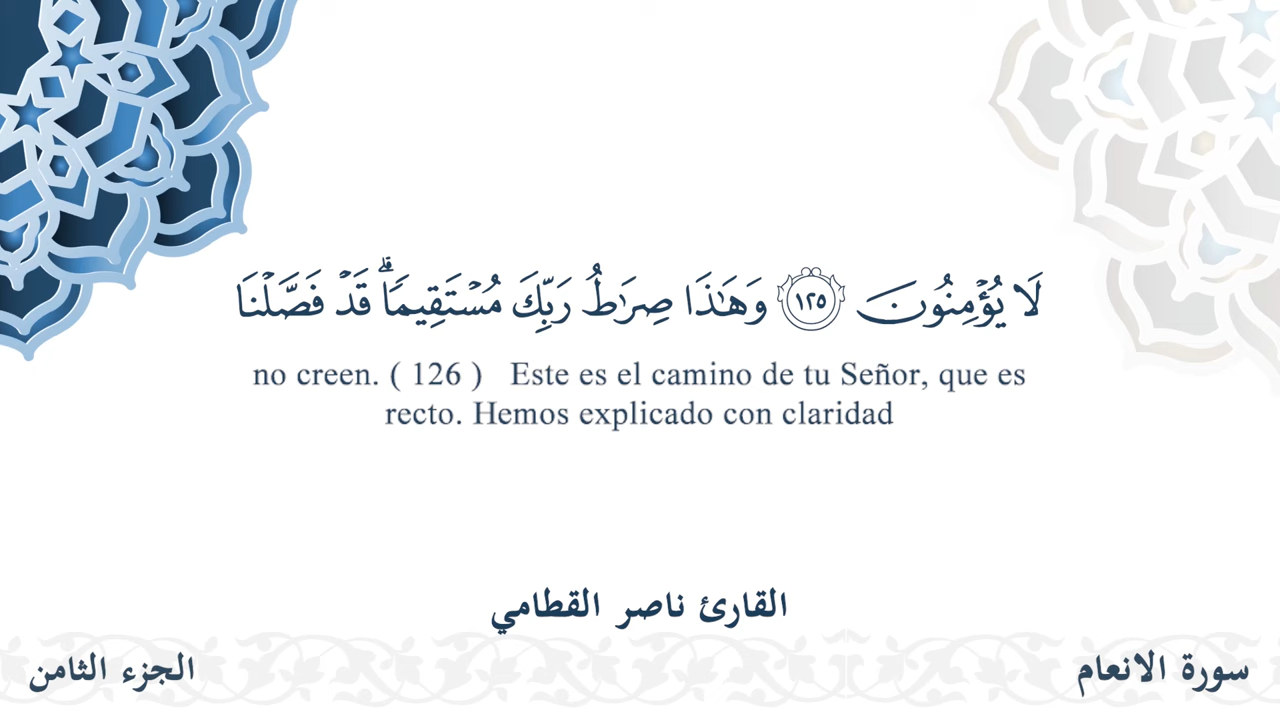 لَا يُؤۡمِنُونَ ١٢٥ وَهَٰذَا صِرَٰطُ رَبِّكَ مُسۡتَقِيمٗاۗ قَدۡ فَصَّلۡنَا
no creen. ( 126 ) Este es el camino de tu Señor, que es
recto. Hemos explicado con claridad
القارئ ناصر القطامي
سورة الانعام
الجزء الثامن